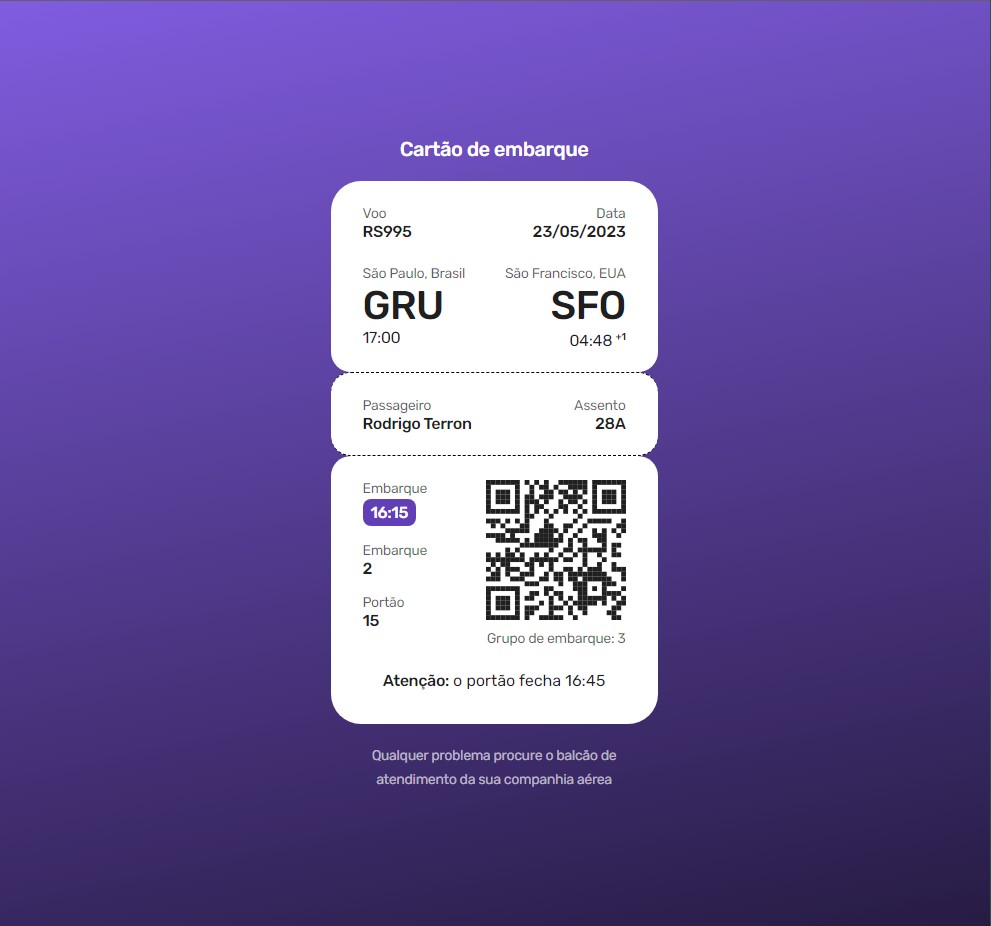 Cartão de embarque
Voo Data
RS995 23/05/2023
São Paulo, Brasil São Francisco, EUA
GRU SFO
17:00 04:48 +1
Passageiro Assento
Rodrigo Terron 28A
Embarque
16:15
Embarque
2
Portão
15
Grupo de embarque: 3
Atenção: o portão fecha 16:45
Qualquer problema procure o balcão de
atendimento da sua companhia aérea